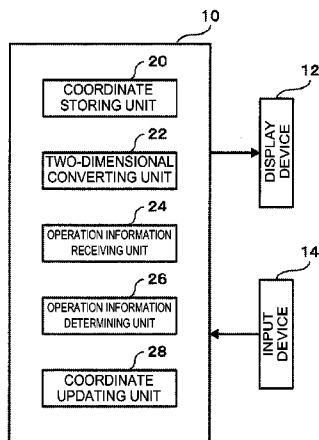 10
20
COORDINATE
STORING UNIT
22
TWO-DIMENSIONAL
CONVERTING UNIT
24
OPERATION INFORMATION
RECEIVING UNIT
26
OPERATION INFORMATION
DETERMINING UNIT
28
COORDINATE
UPDATING UNIT
12
DISPLAY
DEVICE
14
INPUT
DEVICE